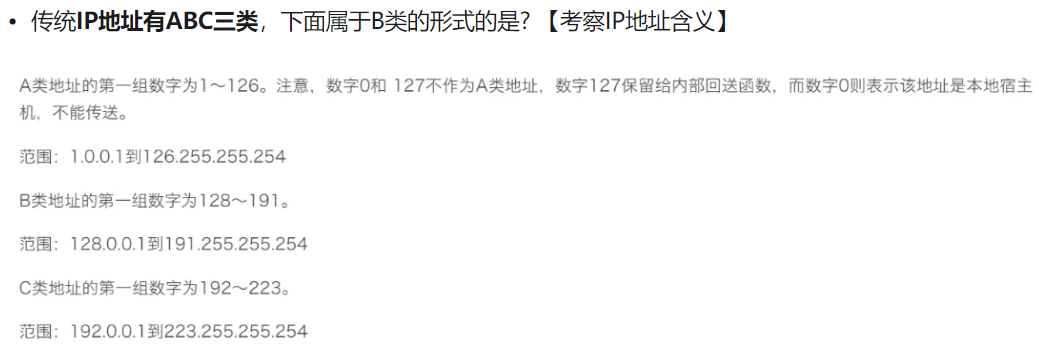 • 传统IP地址有ABC三类，下面属于B类的形式的是？【考察IP地址含义】
A类地址的第一组数字为1～126。注意，数字0和 127不作为A类地址，数字127保留给内部回送函数，而数字0则表示该地址是本地宿主
机，不能传送。
范围：1.0.0.1到126.255.255.254
B类地址的第一组数字为128～191。
范围：128.0.0.1到191.255.255.254
C类地址的第一组数字为192～223。
范围：192.0.0.1到223.255.255.254